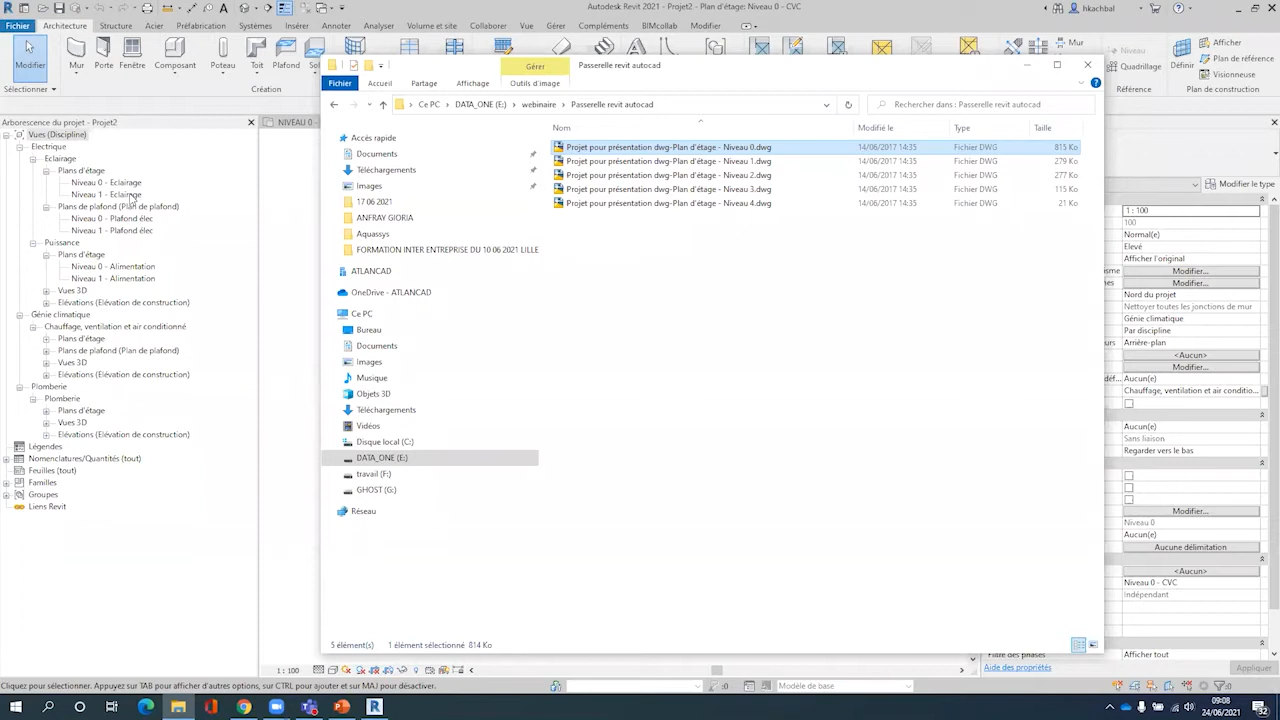 Autodesk Revit 2021 - Projet2 - Plan d'étage: Niveau 0 - CVC
hkachbal
Fichier Architecture Structure Acier Préfabrication Systèmes Insérer Annoter Analyser Volume et site Collaborer Vue Gérer Compléments BIMcollab Modifier
Modifier Mur Porte Fenêtre Composant Poteau Toit Plafond Sol
Mur Niveau Quadrillage Définir Afficher
Plan de référence
Visionneuse
Sélectionner Création
Arborescence du projet - Projet2
NIVEAU 0 -
Vues (Discipline)
Electrique
Eclairage
Plans d'étage
Niveau 0 - Eclairage
Niveau 1 - Eclairage
Plans de plafond (Plan de plafond)
Niveau 0 - Plafond élec
Niveau 1 - Plafond élec
Puissance
Plans d'étage
Niveau 0 - Alimentation
Niveau 1 - Alimentation
Vues 3D
Elévations (Elévation de construction)
Génie climatique
Chauffage, ventilation et air conditionné
Plans d'étage
Plans de plafond (Plan de plafond)
Vues 3D
Elévations (Elévation de construction)
Plomberie
Plomberie
Plans d'étage
Vues 3D
Elévations (Elévation de construction)
Légendes
Nomenclatures/Quantités (tout)
Feuilles (tout)
Familles
Groupes
Liens Revit
Gérer
Passerelle revit autocad
Fichier Accueil Partage Affichage Outils d'image
Ce PC DATA_ONE (E:) webinaire Passerelle revit autocad
Rechercher dans : Passerelle revit autocad
Nom Modifié le Type Taille
Projet pour présentation dwg-Plan d'étage - Niveau 0.dwg 14/06/2017 14:35 Fichier DWG 815 Ko
Projet pour présentation dwg-Plan d'étage - Niveau 1.dwg 14/06/2017 14:35 Fichier DWG 279 Ko
Projet pour présentation dwg-Plan d'étage - Niveau 2.dwg 14/06/2017 14:35 Fichier DWG 277 Ko
Projet pour présentation dwg-Plan d'étage - Niveau 3.dwg 14/06/2017 14:35 Fichier DWG 115 Ko
Projet pour présentation dwg-Plan d'étage - Niveau 4.dwg 14/06/2017 14:35 Fichier DWG 21 Ko
Accès rapide
Documents
Téléchargements
Images
17 06 2021
ANFRAY GIORIA
Aquassys
FORMATION INTER ENTREPRISE DU 10 06 2021 LILLE
ATLANCAD
OneDrive - ATLANCAD
Ce PC
Bureau
Documents
Images
Musique
Objets 3D
Téléchargements
Vidéos
Disque local (C:)
DATA_ONE (E:)
travail (F:)
GHOST (G:)
Réseau
5 élément(s) 1 élément sélectionné 814 Ko
Modifier le type
1 : 100
100
Normal(e)
Elevé
Afficher l'original
Modifier...
Modifier...
Nord du projet
Nettoyer toutes les jonctions de mur
Génie climatique
Par discipline
Arrière-plan
<Aucun>
Modifier...
Aucun(e)
Chauffage, ventilation et air conditio...
Aucun(e)
Sans liaison
Regarder vers le bas
Modifier...
Niveau 0
Aucun(e)
Aucune délimitation
<Aucun>
Niveau 0 - CVC
Indépendant
Filtre des phases Afficher tout
Aide des propriétés Appliquer
1 : 100
Cliquez pour sélectionner. Appuyez sur TAB pour afficher d'autres options, sur CTRL pour ajouter et sur MAJ pour désactiver.
:0 Modèle de base :0
09:08
24/06/2021